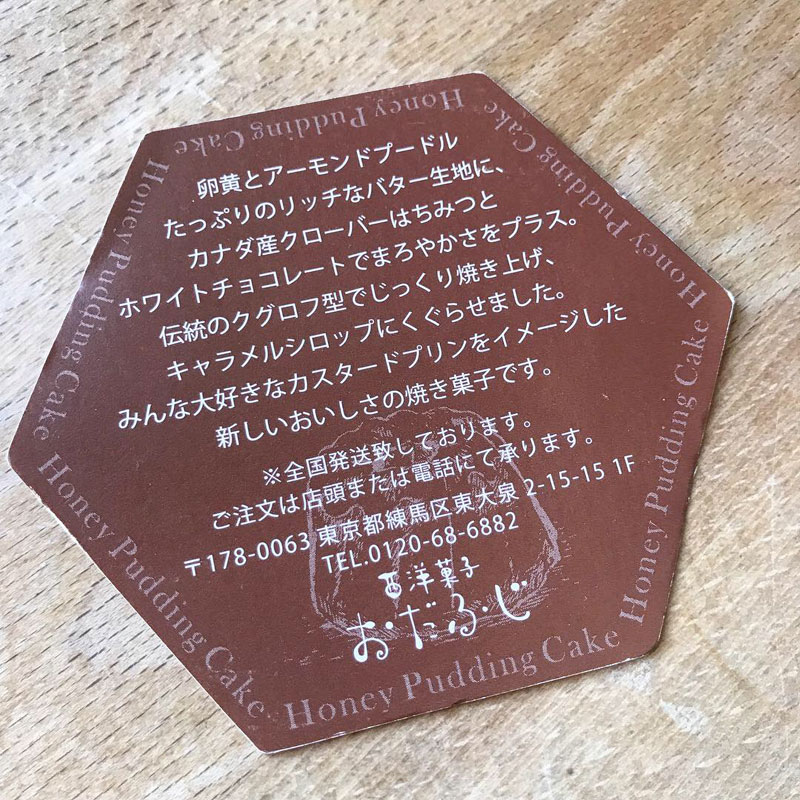 卵黄とアーモンドプードル
たっぷりのリッチなバター生地に、
カナダ産クローバーはちみつと
ホワイトチョコレートでまろやかさをプラス。
伝統のクグロフ型でじっくり焼き上げ、
キャラメルシロップにくぐらせました。
みんな大好きなカスタードプリンをイメージした
新しいおいしさの焼き菓子です。
※全国発送致しております。
ご注文は店頭または電話にて承ります。
〒178-0063 東京都練馬区東大泉 2-15-15 1F
TEL.0120-68-6882
西洋菓子
おだふじ
Honey Pudding Cake
Honey Pudding Cake
Honey Pudding Cake
Honey Pudding Cake
Honey Pudding Cake
Honey Pudding Cake